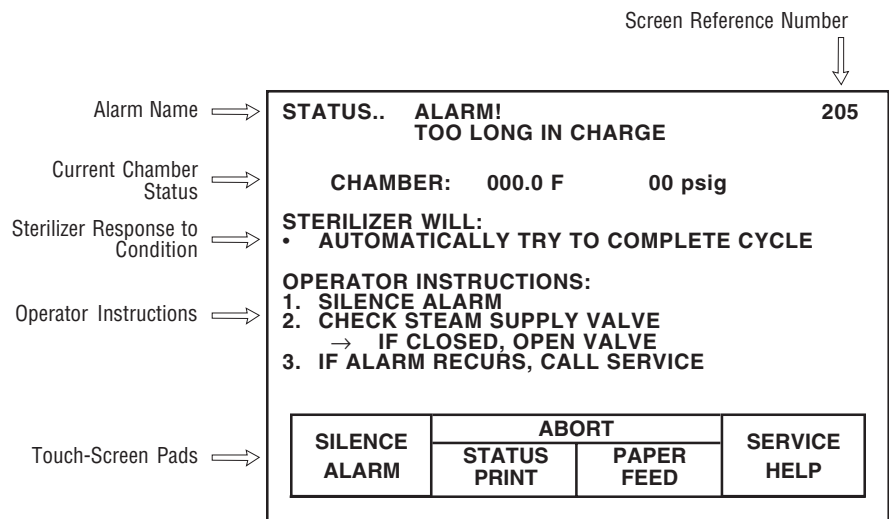 Screen Reference Number
Alarm Name
STATUS.. ALARM! 205
TOO LONG IN CHARGE
Current Chamber
Status
CHAMBER: 000.0 F 00 psig
Sterilizer Response to
Condition
STERILIZER WILL:
• AUTOMATICALLY TRY TO COMPLETE CYCLE
Operator Instructions
OPERATOR INSTRUCTIONS:
1. SILENCE ALARM
2. CHECK STEAM SUPPLY VALVE
→ IF CLOSED, OPEN VALVE
3. IF ALARM RECURS, CALL SERVICE
Touch-Screen Pads
SILENCE
ALARM
ABORT
STATUS
PRINT
PAPER
FEED
SERVICE
HELP